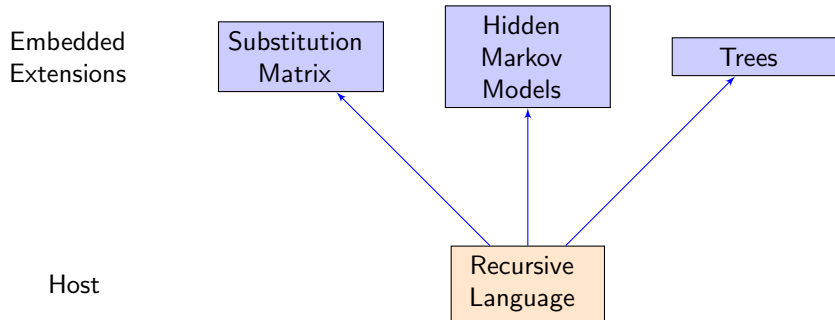 Embedded
Extensions
Substitution
Matrix
Hidden
Markov
Models
Trees
Host
Recursive
Language